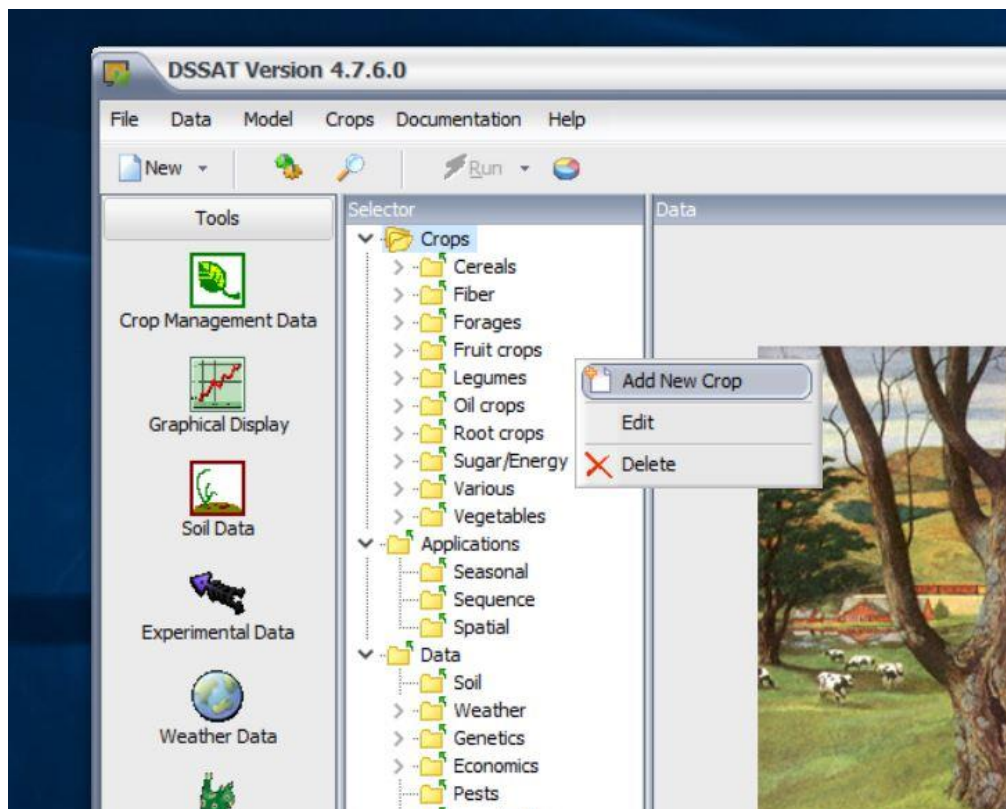 DSSAT Version 4.7.6.0
File Data Model Crops Documentation Help
New Run
Tools
Crop Management Data
Graphical Display
Soil Data
Experimental Data
Weather Data
Selector
Crops
Cereals
Fiber
Forages
Fruit crops
Legumes
Oil crops
Root crops
Sugar/Energy
Various
Vegetables
Applications
Seasonal
Sequence
Spatial
Data
Soil
Weather
Genetics
Economics
Pests
Data
Add New Crop
Edit
Delete